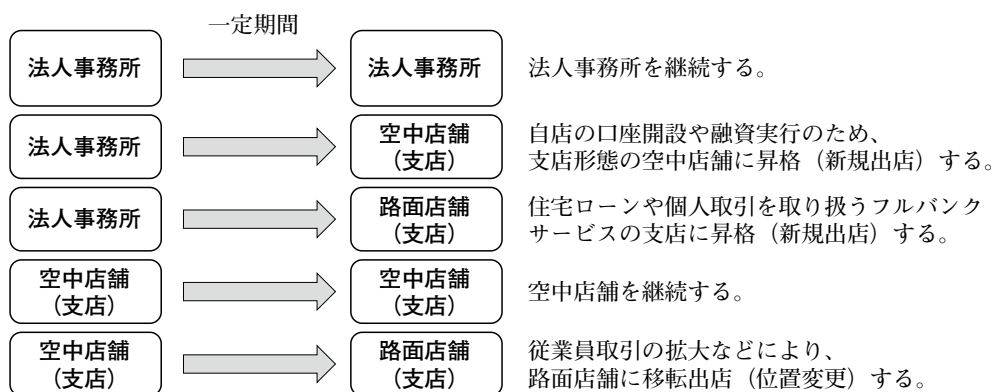 一定期間
法人事務所
法人事務所
法人事務所を継続する。
法人事務所
空中店舗
（支店）
自店の口座開設や融資実行のため、
支店形態の空中店舗に昇格（新規出店）する。
法人事務所
路面店舗
（支店）
住宅ローンや個人取引を取り扱うフルバンク
サービスの支店に昇格（新規出店）する。
空中店舗
（支店）
空中店舗
（支店）
空中店舗を継続する。
空中店舗
（支店）
路面店舗
（支店）
従業員取引の拡大などにより、
路面店舗に移転出店（位置変更）する。